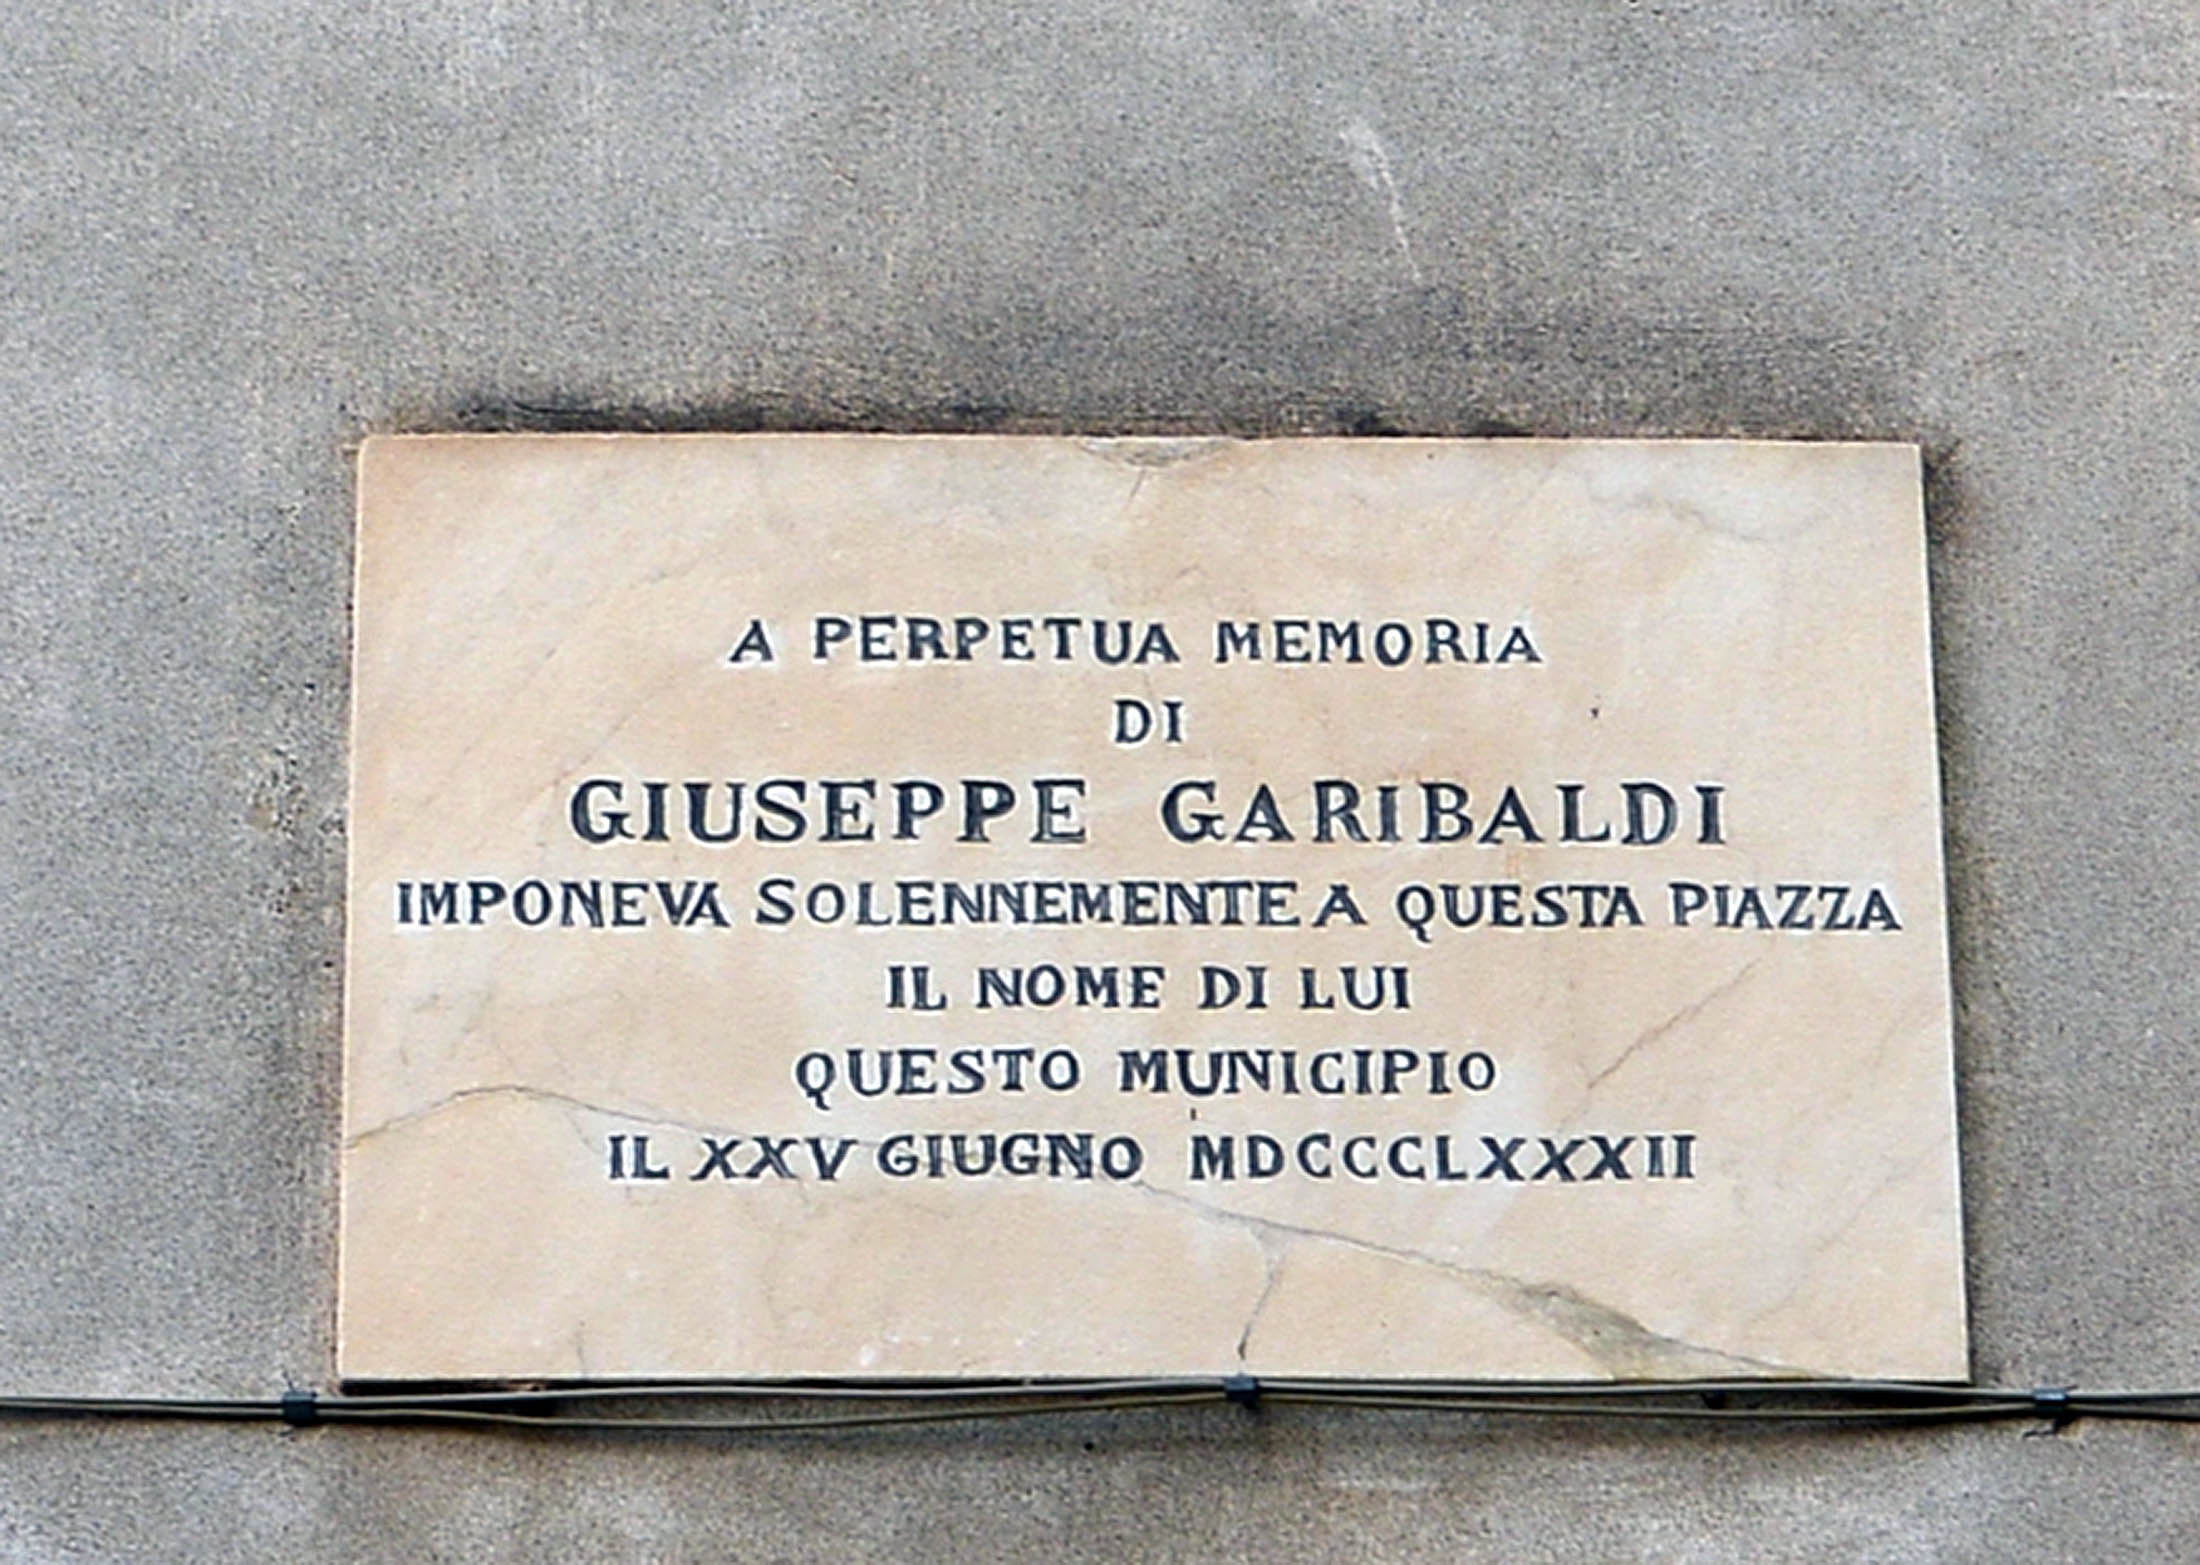 A PERPETUA MEMORIA
DI
GIUSEPPE GARIBALDI
IMPONEVA SOLENNEMENTE A QUESTA PIAZZA
IL NOME DI LUI
QUESTO MUNICIPIO
IL XXV GIUGNO MDCCCLXXXII